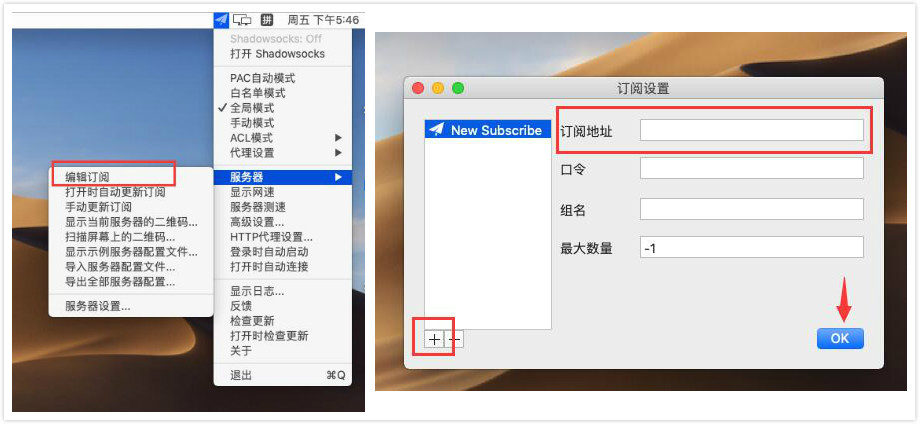 周五 下午5:46
Shadowsocks: Off
打开 Shadowsocks
PAC自动模式
白名单模式
全局模式
手动模式
ACL模式
代理设置
服务器
显示网速
服务器测速
高级设置...
HTTP代理设置...
登录时自动启动
打开时自动连接
显示日志...
反馈
检查更新
打开时检查更新
关于
退出 ⌘Q
编辑订阅
打开时自动更新订阅
手动更新订阅
显示当前服务器的二维码...
扫描屏幕上的二维码...
显示示例服务器配置文件...
导入服务器配置文件...
导出全部服务器配置...
服务器设置...
订阅设置
New Subscribe
订阅地址
口令
组名
最大数量 -1
OK